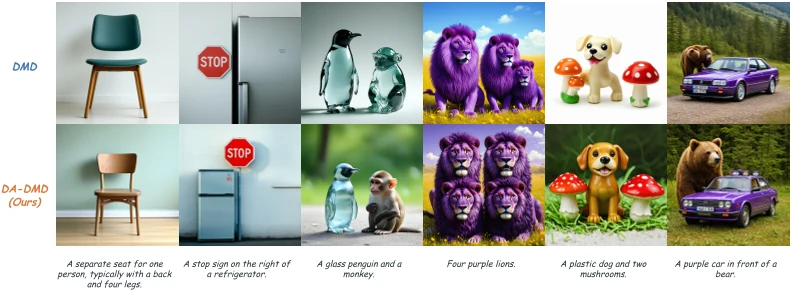 DMD
STOP
DA-DMD
(Ours)
STOP
A separate seat for one
person, typically with a back
and four legs.
A stop sign on the right of
a refrigerator.
A glass penguin and a
monkey.
Four purple lions.
A plastic dog and two
mushrooms.
A purple car in front of a
bear.